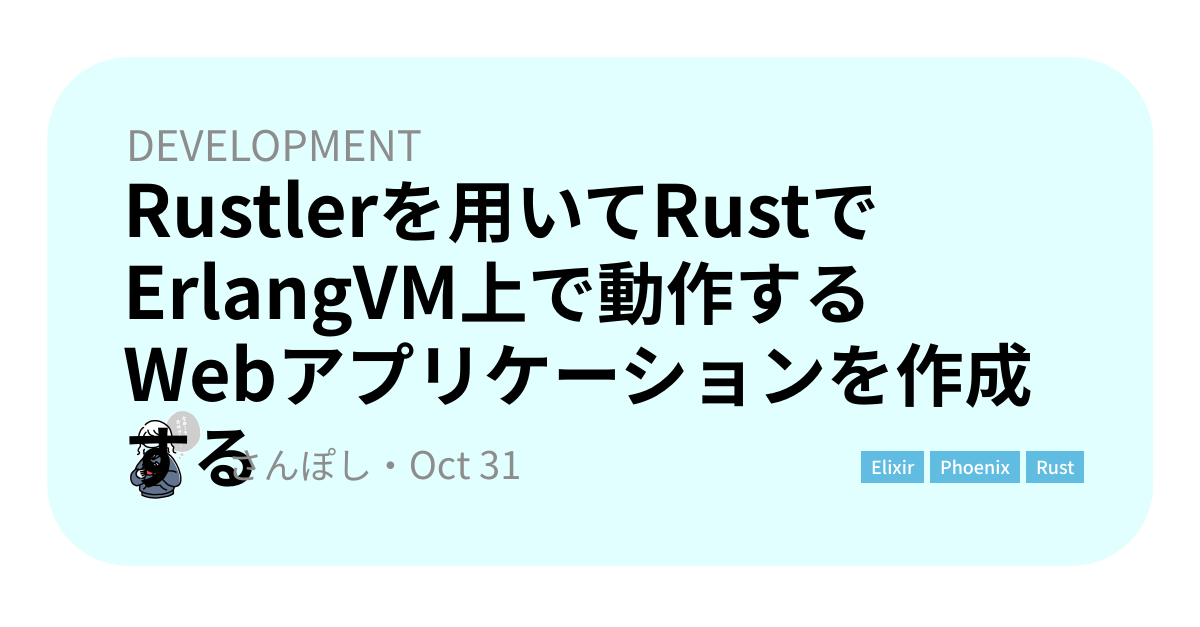 DEVELOPMENT
Rustlerを用いてRustで
ErlangVM上で動作する
Webアプリケーションを作成
する
さんぽし・Oct 31
Elixir
Phoenix
Rust